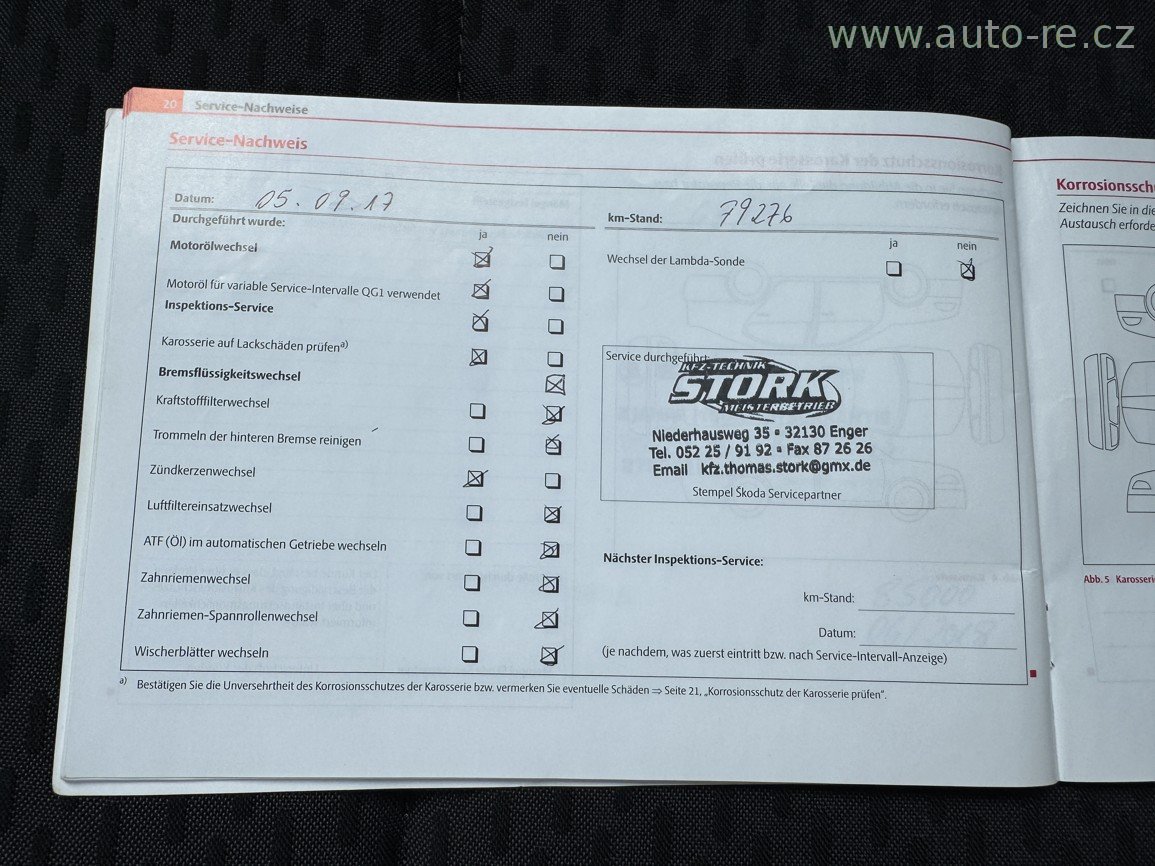 www.auto-re.cz
20 Service-Nachweise
Service-Nachweis
Datum: 05.09.17
km-Stand: 79276
Durchgeführt wurde:
ja nein
ja nein
Motorölwechsel
Wechsel der Lambda-Sonde
Motoröl für variable Service-Intervalle QG1 verwendet
Inspektions-Service
Karosserie auf Lackschäden prüfen a)
Bremsflüssigkeitswechsel
Kraftstofffilterwechsel
Trommeln der hinteren Bremse reinigen
Zündkerzenwechsel
Luftfiltereinsatzwechsel
ATF (Öl) im automatischen Getriebe wechseln
Zahnriemenwechsel
Zahnriemen-Spannrollenwechsel
Wischerblätter wechseln
Service durchgeführt:
KFZ-TECHNIK
STORK
MEISTERBETRIEB
Niederhausweg 35 • 32130 Enger
Tel. 052 25 / 91 92 • Fax 87 26 26
Email kfz.thomas.stork@gmx.de
Stempel Škoda Servicepartner
Nächster Inspektions-Service:
km-Stand:
Datum:
(je nachdem, was zuerst eintritt bzw. nach Service-Intervall-Anzeige)
a) Bestätigen Sie die Unversehrtheit des Korrosionsschutzes der Karosserie bzw. vermerken Sie eventuelle Schäden ⇒ Seite 21, „Korrosionsschutz der Karosserie prüfen".
Korrosionssch
Zeichnen Sie in die
Austausch erforde
Abb. 5 Karosseri